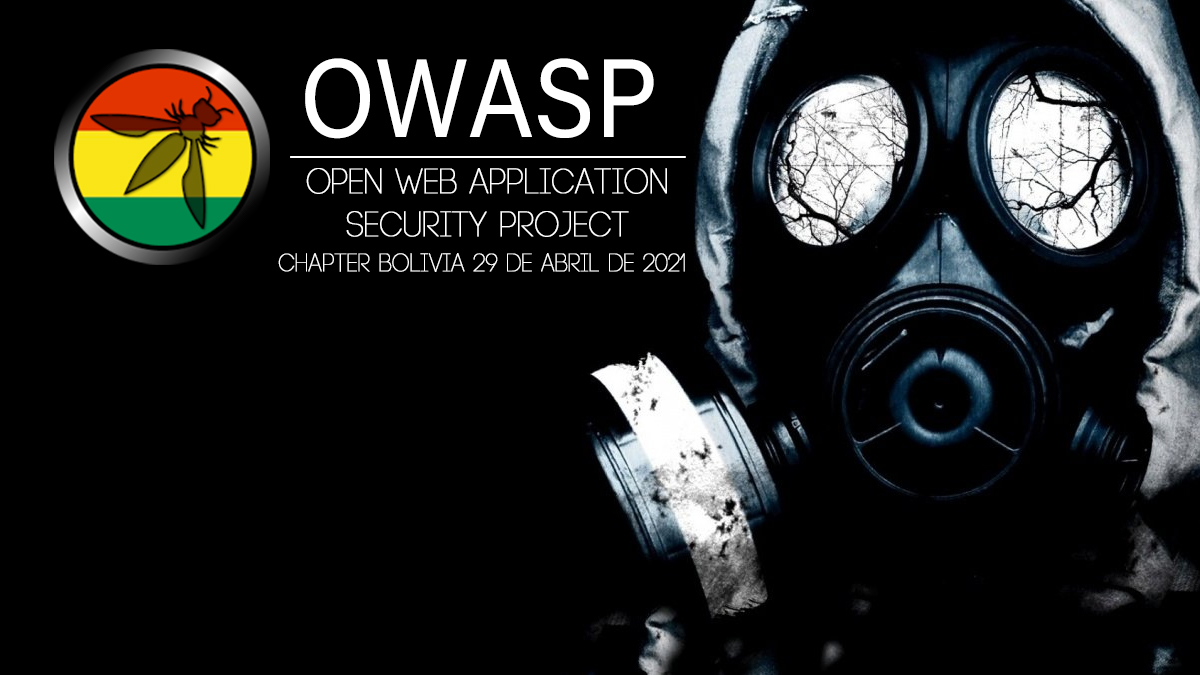 OWASP
OPEN WEB APPLICATION
SECURITY PROJECT
CHAPTER BOLIVIA 29 DE ABRIL DE 2021